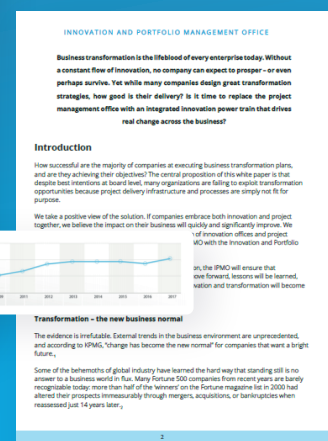 INNOVATION AND PORTFOLIO MANAGEMENT OFFICE
Business transformation is the lifeblood of every enterprise today. Without
a constant flow of innovation, no company can expect to prosper – or even
perhaps survive. Yet while many companies design great transformation
strategies, how good is their delivery? Is it time to replace the project
management office with an integrated innovation power train that drives
real change across the business?
Introduction
How successful are the majority of companies at executing business transformation plans,
and are they achieving their objectives? The central proposition of this white paper is that
despite best intentions at board level, many organizations are failing to exploit transformation
opportunities because project delivery infrastructure and processes are simply not fit for
purpose.
We take a positive view of the solution. If companies embrace both innovation and project
together, we believe the impact on their business will quickly and significantly improve. We
of innovation offices and project
MO with the Innovation and Portfolio
on, the IPMO will ensure that
ove forward, lessons will be learned,
ovation and transformation will become
2011 2012 2013 2014 2015 2016 2017
Transformation – the new business normal
The evidence is irrefutable. External trends in the business environment are unprecedented,
and according to KPMG, "change has become the new normal" for companies that want a bright
future.
Some of the behemoths of global industry have learned the hard way that standing still is no
answer to a business world in flux. Many Fortune 500 companies from recent years are barely
recognizable today: more than half of the 'winners' on the Fortune magazine list in 2000 had
altered their prospects immeasurably through mergers, acquisitions, or bankruptcies when
reassessed just 14 years later.
2